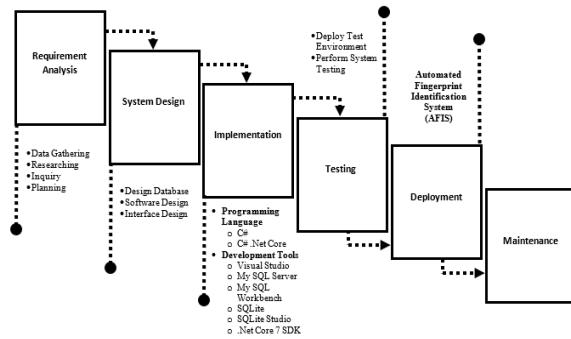 Requirement
Analysis
Data Gathering
Researching
Inquiry
Planning
System Design
Design Database
Software Design
Interface Design
Implementation
Programming
Language
C#
C# .Net Core
Development Tools
Visual Studio
My SQL Server
My SQL
Workbench
SQLite
SQLite Studio
.Net Core 7 SDK
Deploy Test
Environment
Perform System
Testing
Testing
Automated
Fingerprint
Identification
System
(AFIS)
Deployment
Maintenance